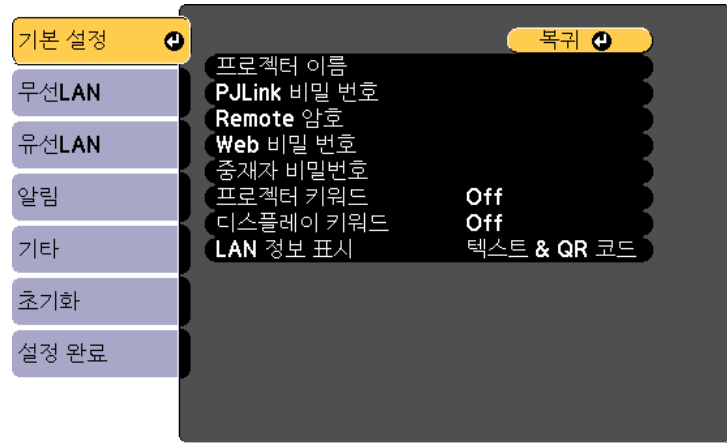 기본 설정
무선LAN
유선LAN
알림
기타
초기화
설정 완료
복귀
프로젝터 이름
PJLink 비밀 번호
Remote 암호
Web 비밀 번호
중재자 비밀번호
프로젝터 키워드 Off
디스플레이 키워드 Off
LAN 정보 표시 텍스트 & QR 코드